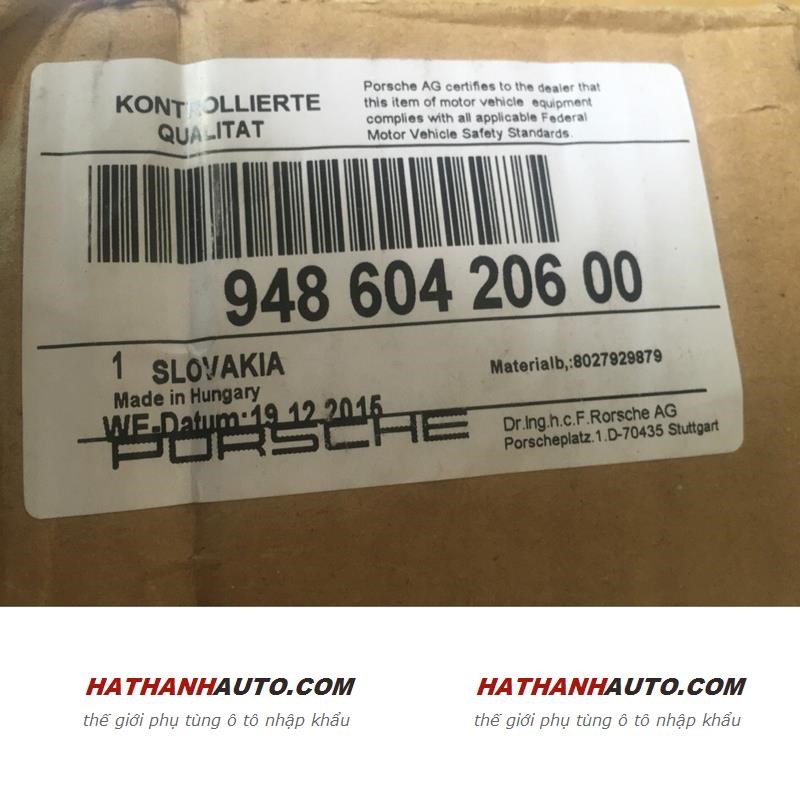 KONTROLLIERTE
QUALITAT
Porsche AG certifies to the dealer that
this item of motor vehicle equipment
complies with all applicable Federal
Motor Vehicle Safety Standards.
948 604 206 00
1 SLOVAKIA
Made in Hungary
Materialb,:8027929879
WE-Datum:19.12.2015
PORSCHE
Dr.Ing.h.c.F.Rorsche AG
Porscheplatz.1.D-70435 Stuttgart
HATHANHAUTO.COM
thế giới phụ tùng ô tô nhập khẩu
HATHANHAUTO.COM
thế giới phụ tùng ô tô nhập khẩu